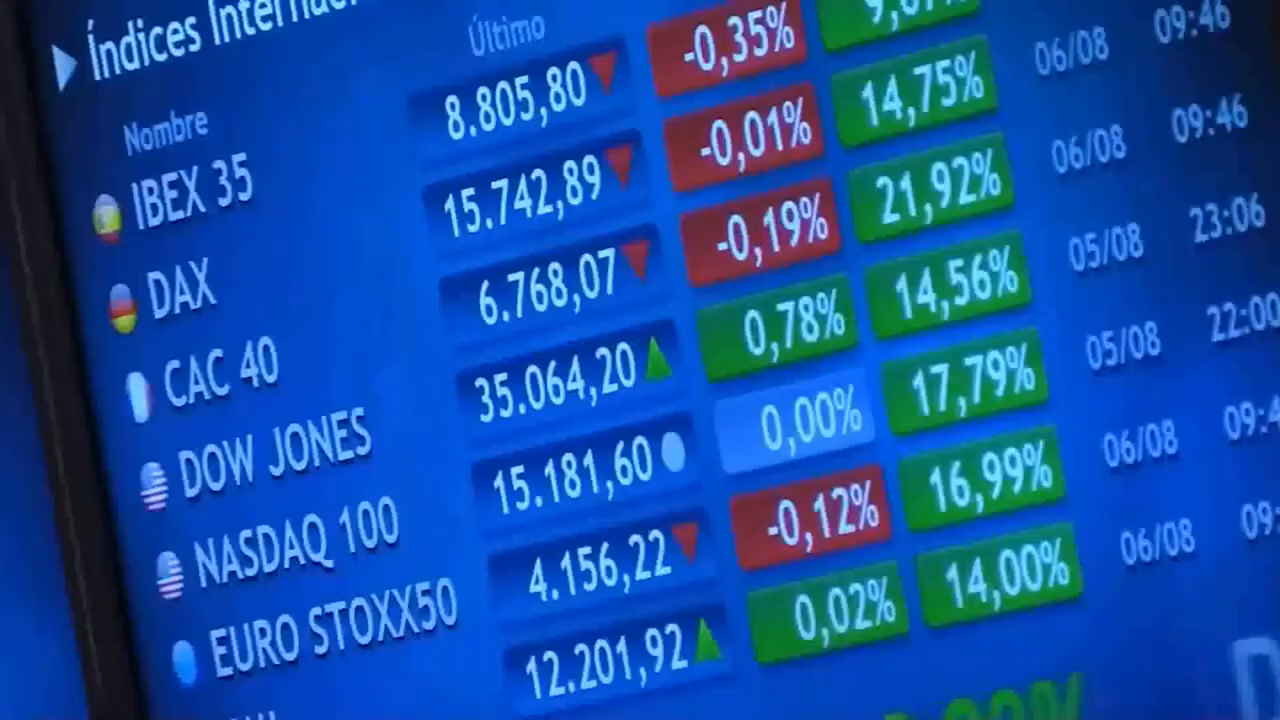 Índices
Nombre Último
IBEX 35 8.805,80 -0,35%
DAX 15.742,89 -0,01% 14,75% 06/08 09:46
CAC 40 6.768,07 -0,19% 21,92% 06/08 09:46
DOW JONES 35.064,20 0,78% 14,56% 05/08 23:06
NASDAQ 100 15.181,60 0,00% 17,79% 05/08 22:00
EURO STOXX50 4.156,22 -0,12% 16,99% 06/08
12.201,92 0,02% 14,00% 06/08